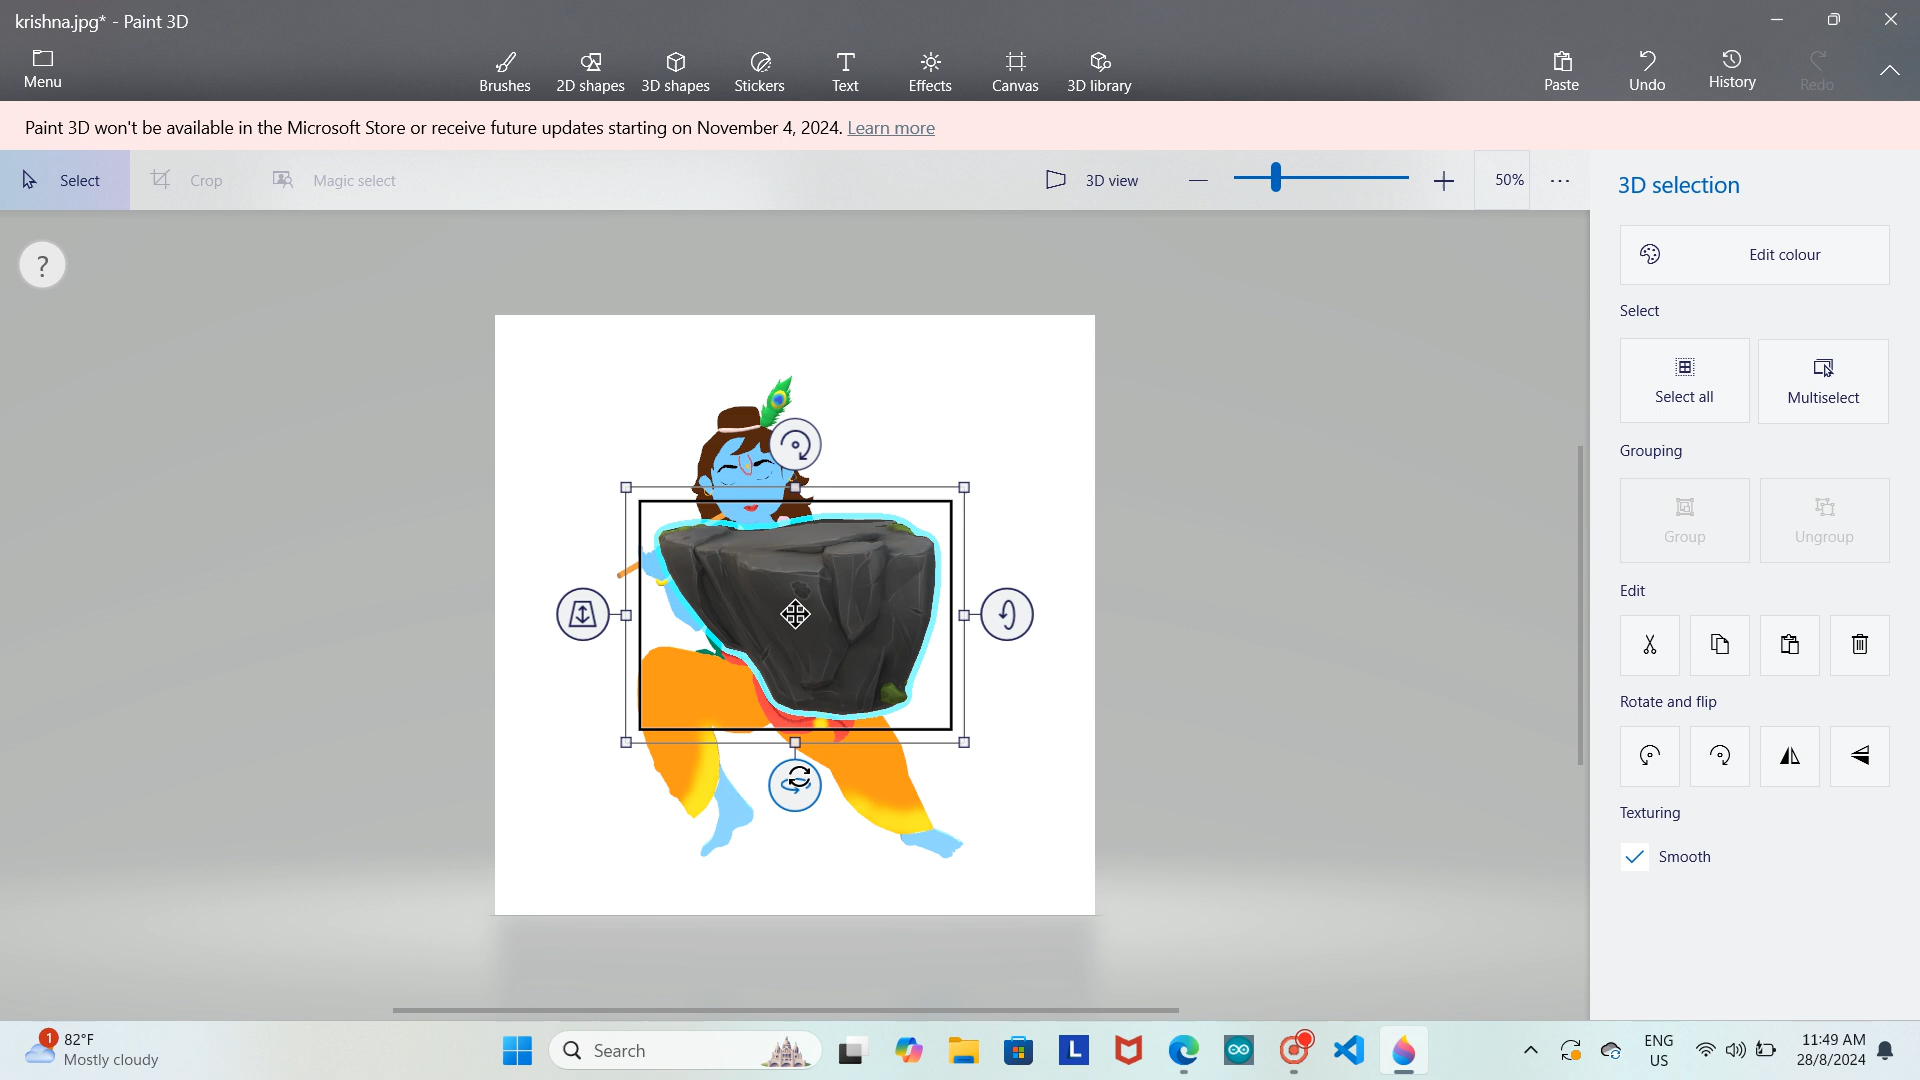 krishna.jpg* - Paint 3D
Menu
Brushes
2D shapes
3D shapes
Stickers
Text
Effects
Canvas
3D library
Paste
Undo
History
Redo
Paint 3D won't be available in the Microsoft Store or receive future updates starting on November 4, 2024. Learn more
Select
Crop
Magic select
3D view
50%
3D selection
?
Edit colour
Select
Select all
Multiselect
Grouping
Group
Ungroup
Edit
Rotate and flip
Texturing
Smooth
1
82°F
Mostly cloudy
Search
L
ENG
US
11:49 AM
28/8/2024